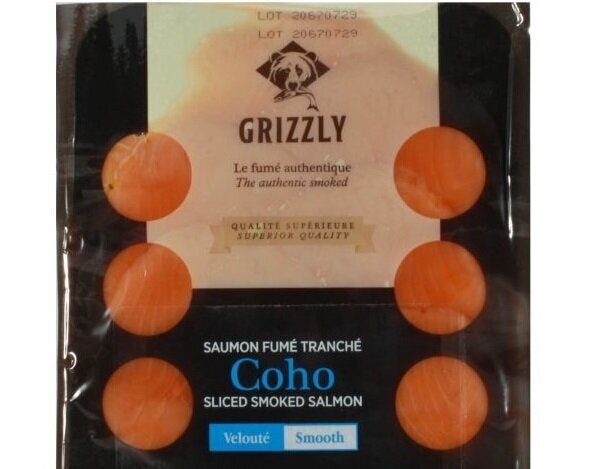 LOT 20670729
LOT 20670729
GRIZZLY
Le fumé authentique
The authentic smoked
QUALITÉ SUPÉRIEURE
SUPERIOR QUALITY
SAUMON FUMÉ TRANCHÉ
Coho
SLICED SMOKED SALMON
Velouté Smooth